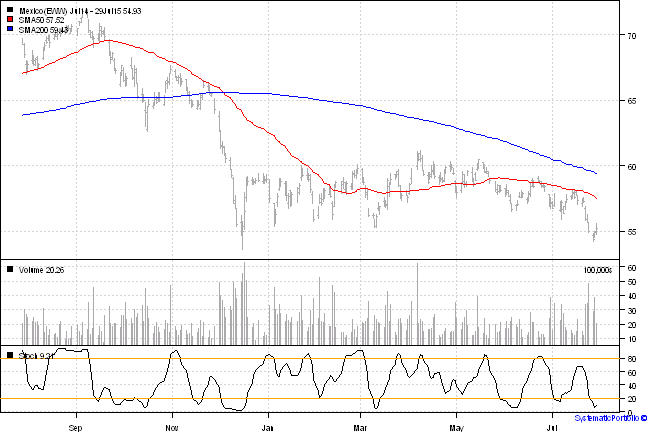 Mexico(EWW) Jul14 - 29Jul15 54.93
SMA50 57.52
SMA200 59.43
70
65
60
55
Volume 20.26
100,000s
60
50
40
30
20
10
Stoch 9.21
80
60
40
20
0
Sep
Nov
Jan
Mar
May
Jul
SystematicPortfolio ©